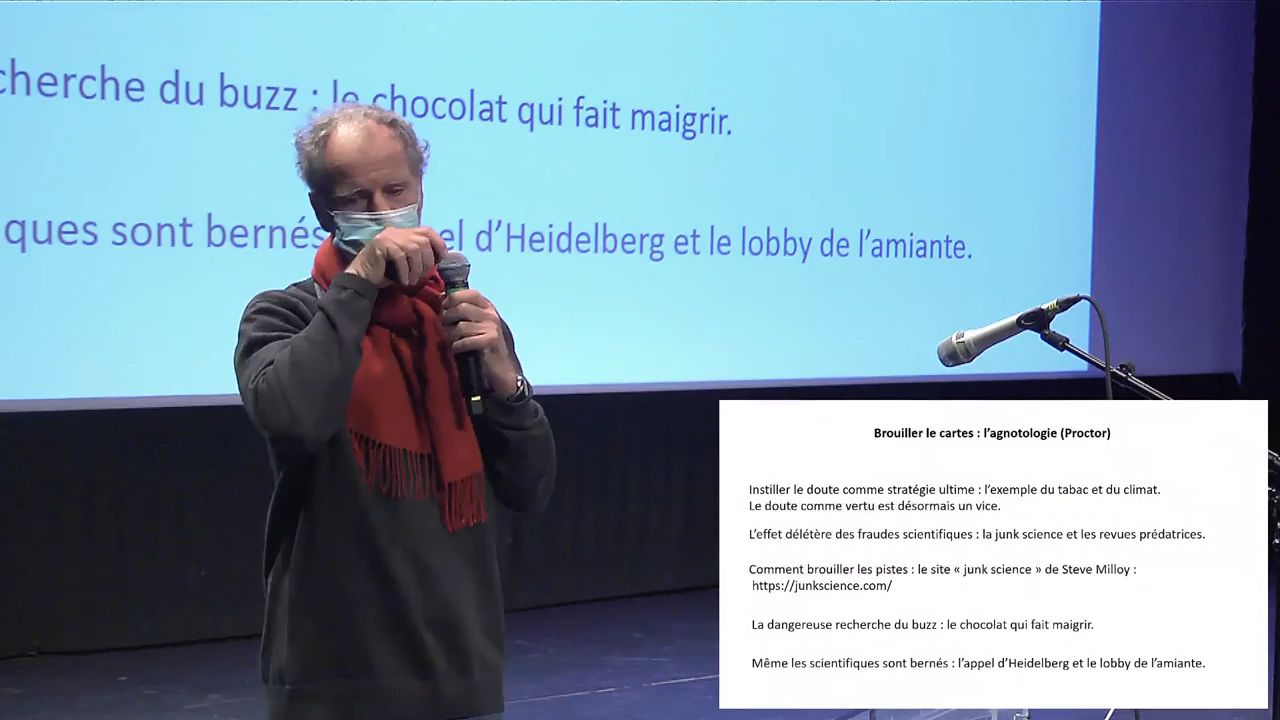 cherche du buzz : le chocolat qui fait maigrir.
ques sont bernés el d’Heidelberg et le lobby de l’amiante.
Brouiller le cartes : l’agnotologie (Proctor)
Instiller le doute comme stratégie ultime : l’exemple du tabac et du climat.
Le doute comme vertu est désormais un vice.
L’effet délétère des fraudes scientifiques : la junk science et les revues prédatrices.
Comment brouiller les pistes : le site « junk science » de Steve Milloy :
https://junkscience.com/
La dangereuse recherche du buzz : le chocolat qui fait maigrir.
Même les scientifiques sont bernés : l’appel d’Heidelberg et le lobby de l’amiante.